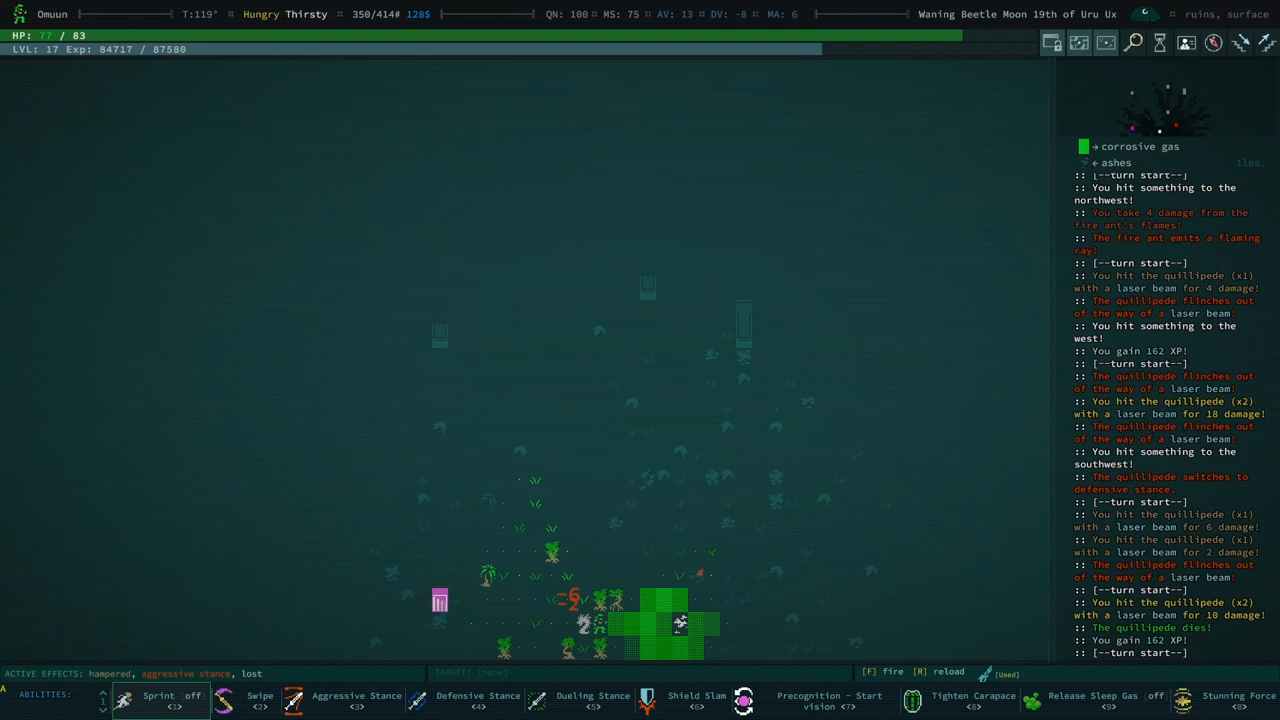 Omuun T:119° :: Hungry Thirsty :: 350/414# 128$ QN: 100 :: MS: 75 :: AV: 13 :: DV: -8 :: MA: 6 Waning Beetle Moon 19th of Uru Ux :: ruins, surface
HP: 77 / 83
LVL: 17 Exp: 84717 / 87580
→ corrosive gas
← ashes 1lbs.
:: [--turn start--]
:: You hit something to the
northwest!
:: You take 4 damage from the
fire ant's flames!
:: The fire ant emits a flaming
ray!
:: [--turn start--]
:: You hit the quillipede (x1)
with a laser beam for 4 damage!
:: The quillipede flinches out
of the way of a laser beam!
:: You hit something to the
west!
:: You gain 162 XP!
:: [--turn start--]
:: The quillipede flinches out
of the way of a laser beam!
:: You hit the quillipede (x2)
with a laser beam for 18 damage!
:: The quillipede flinches out
of the way of a laser beam!
:: You hit something to the
southwest!
:: The quillipede switches to
defensive stance.
:: [--turn start--]
:: You hit the quillipede (x1)
with a laser beam for 6 damage!
:: You hit the quillipede (x1)
with a laser beam for 2 damage!
:: The quillipede flinches out
of the way of a laser beam!
:: [--turn start--]
:: You hit the quillipede (x2)
with a laser beam for 10 damage!
:: The quillipede dies!
:: You gain 162 XP!
:: [--turn start--]
-6
-2
ACTIVE EFFECTS: hampered, aggressive stance, lost TARGET: [none] [F] fire [R] reload [Used]
A ABILITIES: 1 Sprint off <1> Swipe <2> Aggressive Stance <3> Defensive Stance <4> Dueling Stance <5> Shield Slam <6> Precognition - Start vision <7> Tighten Carapace <8> Release Sleep Gas off <9> Stunning Force <0>